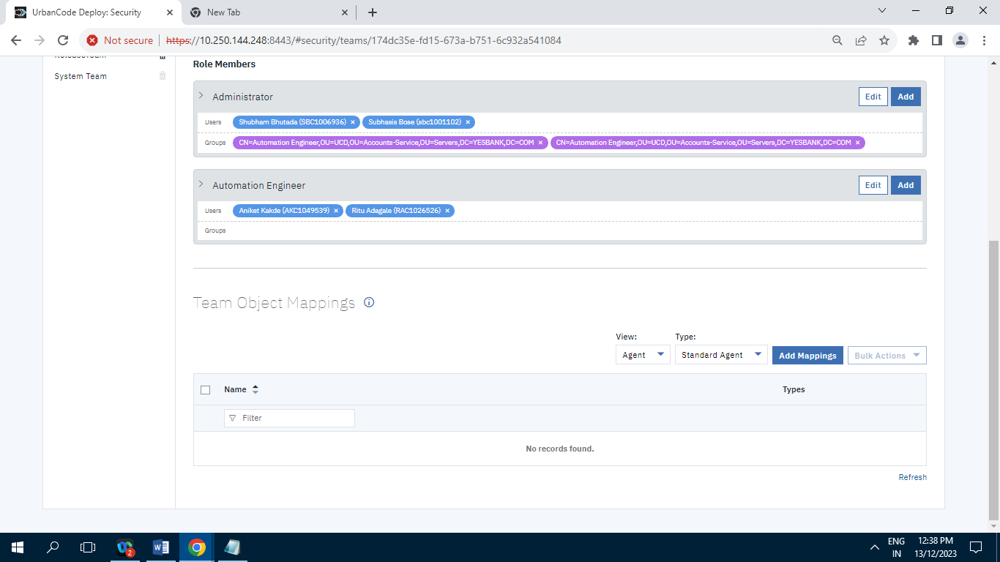 UrbanCode Deploy: Security
New Tab
Not secure
https://10.250.144.248:8443/#security/teams/174dc35e-fd15-673a-b751-6c932a541084
System Team
Role Members
Administrator
Edit
Add
Users
Shubham Bhutada (SBC1006936) ×
Subhasis Bose (abc1001102) ×
Groups
CN=Automation Engineer,OU=UCD,OU=Accounts-Service,OU=Servers,DC=YESBANK,DC=COM ×
CN=Automation Engineer,OU=UCD,OU=Accounts-Service,OU=Servers,DC=YESBANK,DC=COM ×
Automation Engineer
Edit
Add
Users
Aniket Kakde (AKC1049539) ×
Ritu Adagale (RAC1026526) ×
Groups
Team Object Mappings
View:
Type:
Agent
Standard Agent
Add Mappings
Bulk Actions
Name
Types
Filter
No records found.
Refresh
2
ENG
IN
12:38 PM
13/12/2023